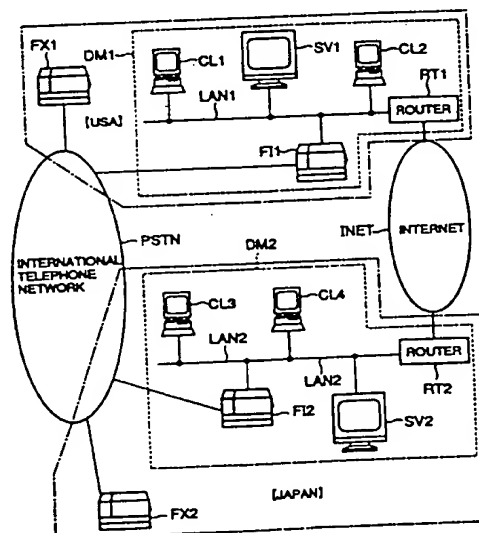 FX1
DM1
CL1
SV1
CL2
RT1
LAN1
ROUTER
[USA]
FI1
PSTN
INET
INTERNET
INTERNATIONAL
TELEPHONE
NETWORK
DM2
CL3
CL4
LAN2
LAN2
ROUTER
RT2
FI2
SV2
[JAPAN]
FX2